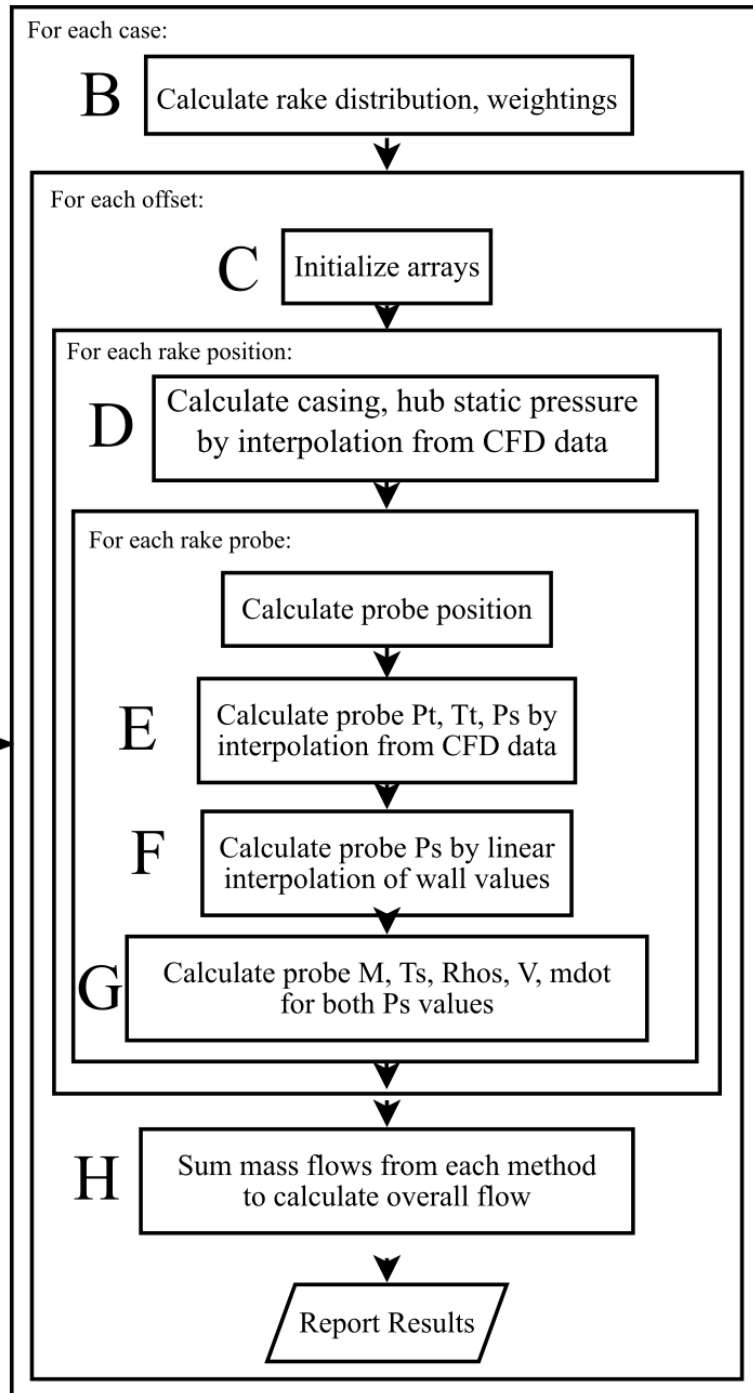 For each case:
B
Calculate rake distribution, weightings
For each offset:
C
Initialize arrays
For each rake position:
D
Calculate casing, hub static pressure
by interpolation from CFD data
For each rake probe:
Calculate probe position
E
Calculate probe Pt, Tt, Ps by
interpolation from CFD data
F
Calculate probe Ps by linear
interpolation of wall values
G
Calculate probe M, Ts, Rhos, V, mdot
for both Ps values
H
Sum mass flows from each method
to calculate overall flow
Report Results